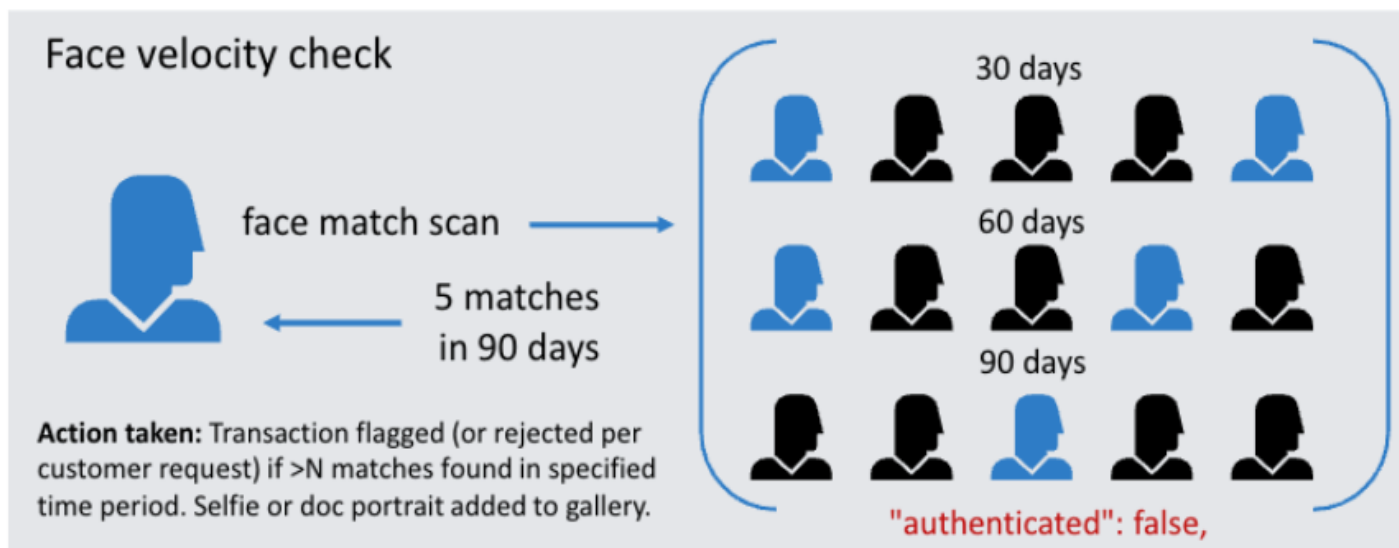 Face velocity check
face match scan
5 matches
in 90 days
Action taken: Transaction flagged (or rejected per
customer request) if >N matches found in specified
time period. Selfie or doc portrait added to gallery.
30 days
60 days
90 days
"authenticated": false,